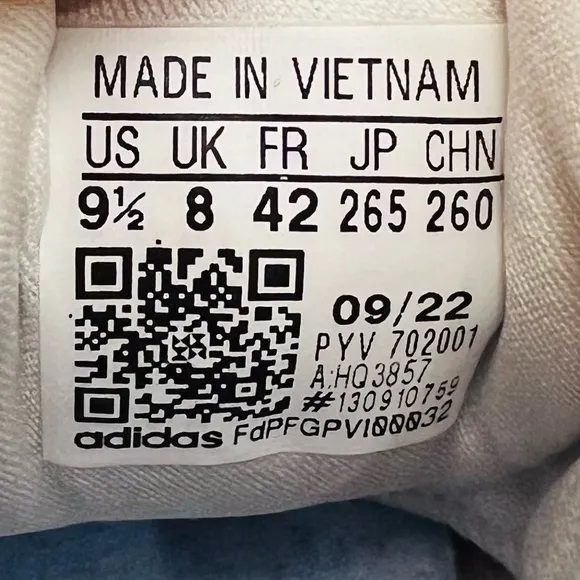 MADE IN VIETNAM
US UK FR JP CHN
9½ 8 42 265 260
09/22
PYV 702001
A:HQ3857
#130910759
adidas FdPFGPVI00032